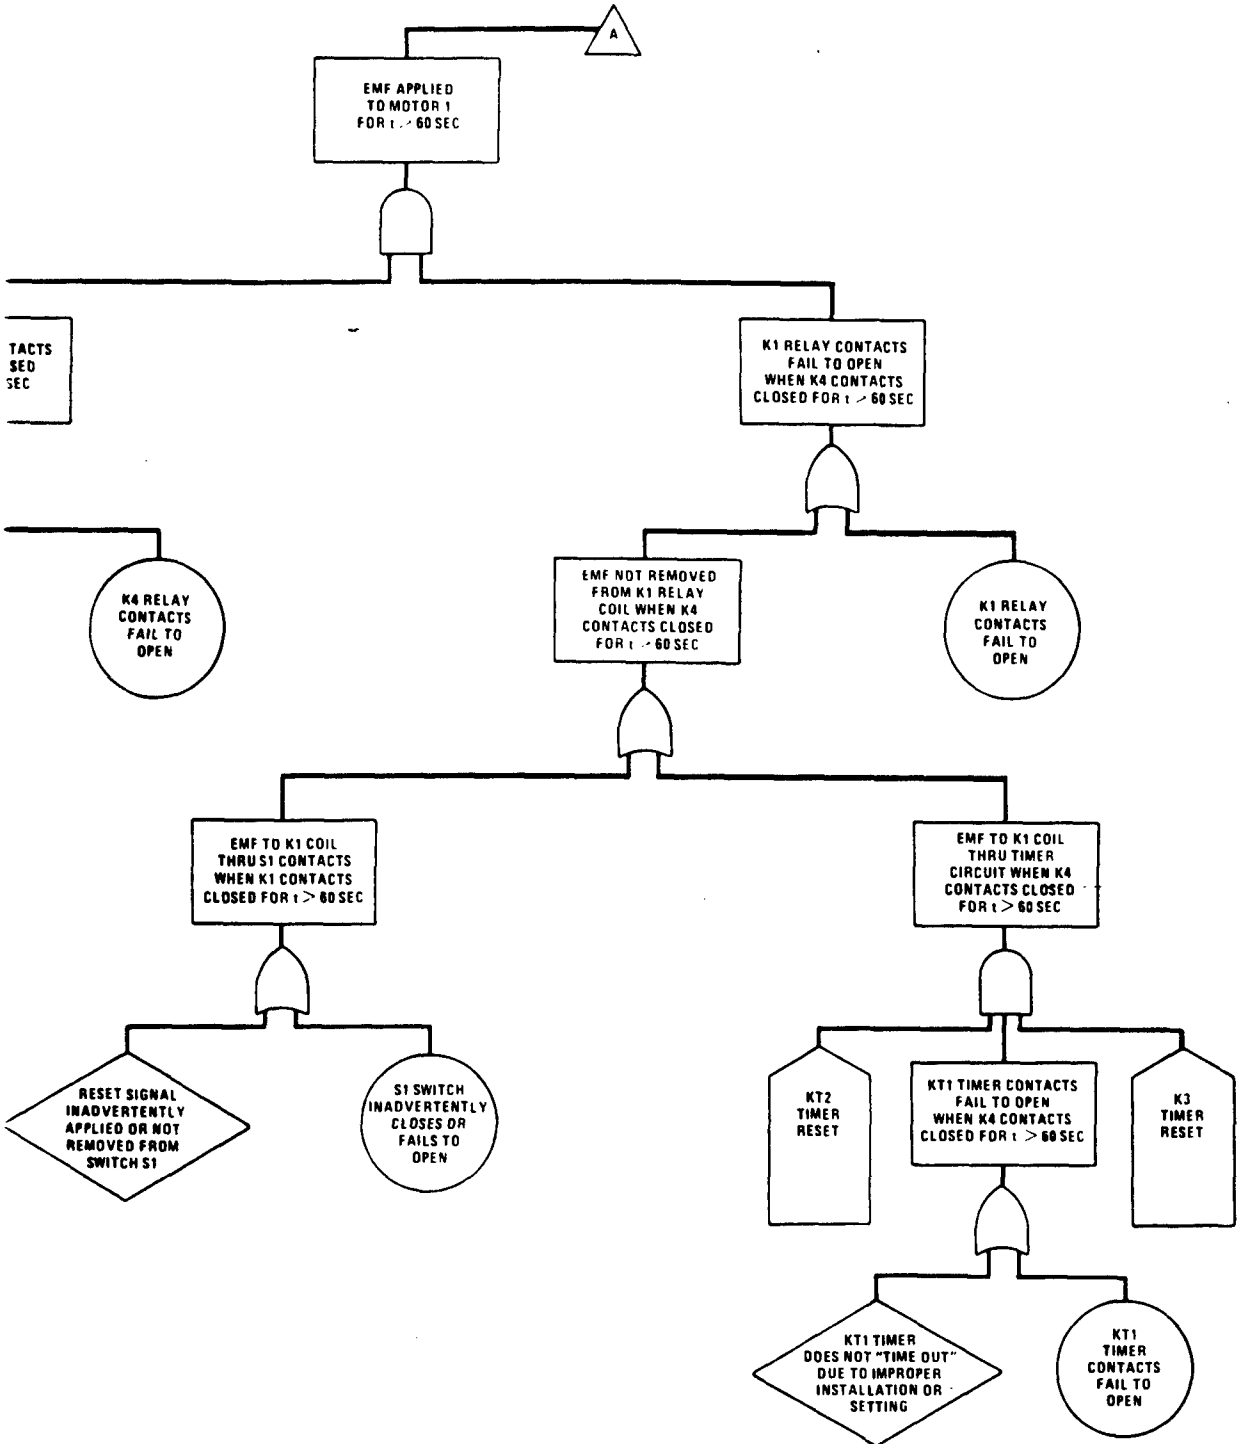 A
EMF APPLIED
TO MOTOR 1
FOR t > 60 SEC
TACTS
SED
SEC
K1 RELAY CONTACTS
FAIL TO OPEN
WHEN K4 CONTACTS
CLOSED FOR t > 60 SEC
K4 RELAY
CONTACTS
FAIL TO
OPEN
EMF NOT REMOVED
FROM K1 RELAY
COIL WHEN K4
CONTACTS CLOSED
FOR t > 60 SEC
K1 RELAY
CONTACTS
FAIL TO
OPEN
EMF TO K1 COIL
THRU S1 CONTACTS
WHEN K1 CONTACTS
CLOSED FOR t > 60 SEC
EMF TO K1 COIL
THRU TIMER
CIRCUIT WHEN K4
CONTACTS CLOSED
FOR t > 60 SEC
RESET SIGNAL
INADVERTENTLY
APPLIED OR NOT
REMOVED FROM
SWITCH S1
S1 SWITCH
INADVERTENTLY
CLOSES OR
FAILS TO
OPEN
KT2
TIMER
RESET
KT1 TIMER CONTACTS
FAIL TO OPEN
WHEN K4 CONTACTS
CLOSED FOR t > 60 SEC
K3
TIMER
RESET
KT1 TIMER
DOES NOT "TIME OUT"
DUE TO IMPROPER
INSTALLATION OR
SETTING
KT1
TIMER
CONTACTS
FAIL TO
OPEN